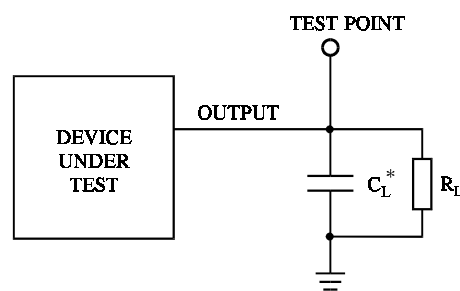 TEST POINT
OUTPUT
DEVICE
UNDER
TEST
C_L*
R_L